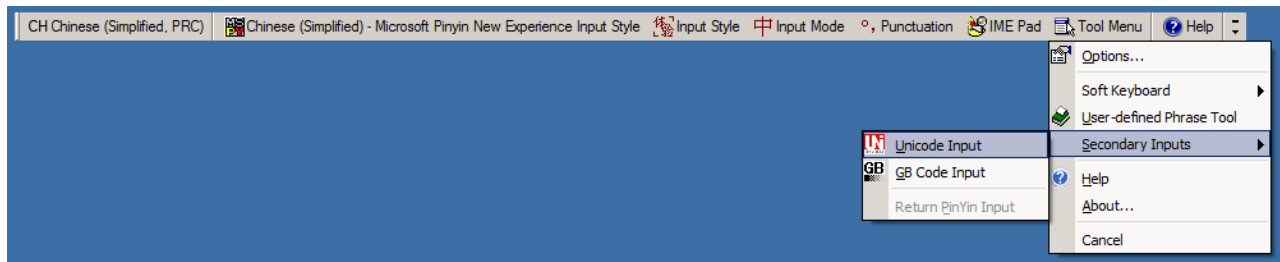 CH Chinese (Simplified, PRC) Chinese (Simplified) - Microsoft Pinyin New Experience Input Style Input Style 中 Input Mode °, Punctuation IME Pad Tool Menu Help
Options...
Soft Keyboard
User-defined Phrase Tool
Unicode Input Secondary Inputs
GB GB Code Input Help
Return PinYin Input About...
Cancel